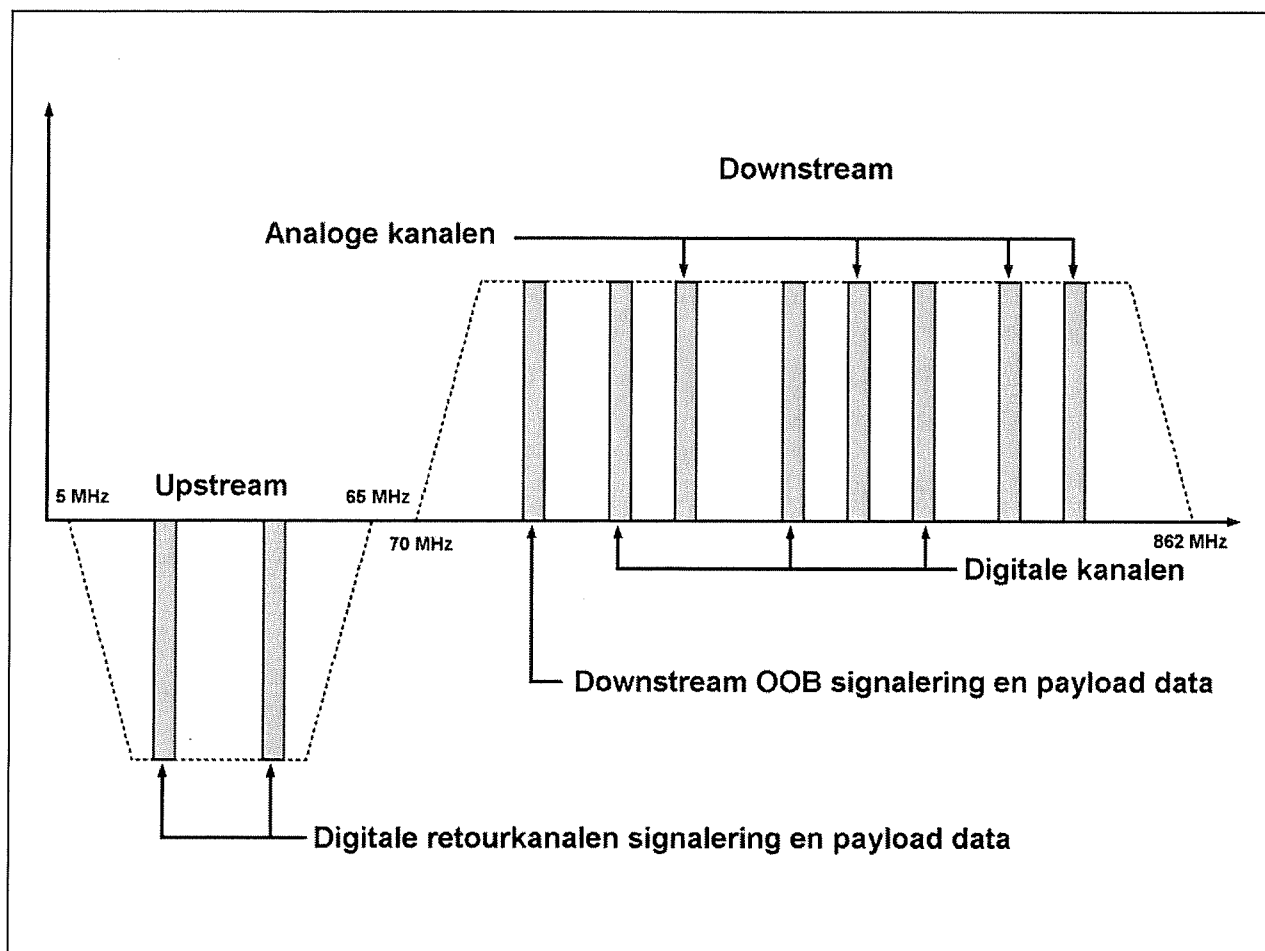 Downstream
Analoge kanalen
5 MHz
Upstream
65 MHz
70 MHz
862 MHz
Digitale kanalen
Downstream OOB signalering en payload data
Digitale retourkanalen signalering en payload data